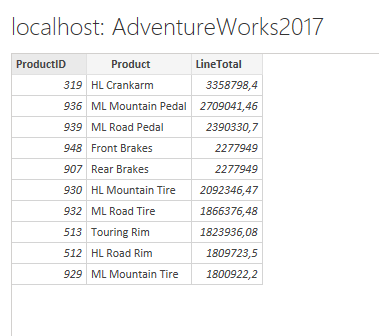 localhost: AdventureWorks2017
ProductID Product LineTotal
319 HL Crankarm 3358798,4
936 ML Mountain Pedal 2709041,46
939 ML Road Pedal 2390330,7
948 Front Brakes 2277949
907 Rear Brakes 2277949
930 HL Mountain Tire 2092346,47
932 ML Road Tire 1866376,48
513 Touring Rim 1823936,08
512 HL Road Rim 1809723,5
929 ML Mountain Tire 1800922,2